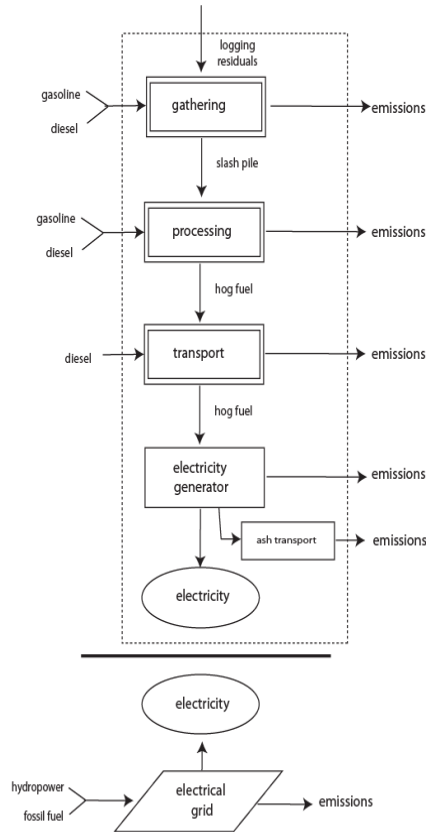 logging
residuals
gasoline
diesel
gathering
emissions
slash pile
gasoline
diesel
processing
emissions
hog fuel
diesel
transport
emissions
hog fuel
electricity
generator
emissions
ash transport
emissions
electricity
electricity
hydropower
fossil fuel
electrical
grid
emissions